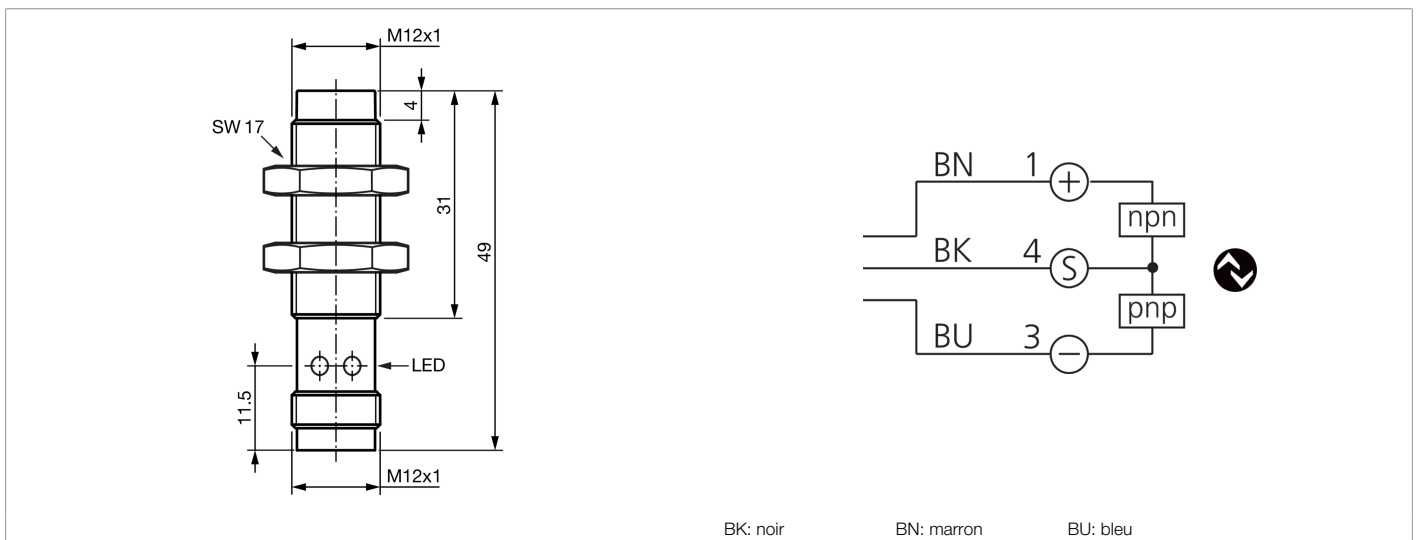 M12x1
4
SW 17
31
49
LED
11.5
M12x1
BN 1 +
npn
BK 4 S
pnp
BU 3 −
BK: noir BN: marron BU: bleu